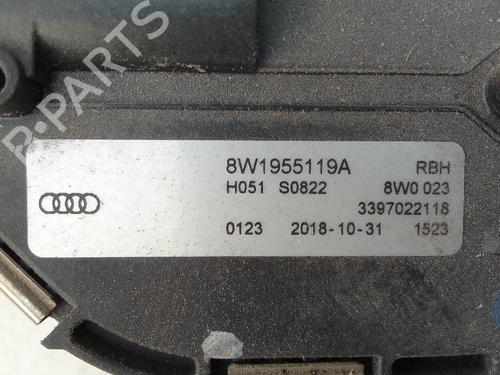 B-PARTS
8W1955119A RBH
H051 S0822 8W0 023
3397022118
0123 2018-10-31 1523